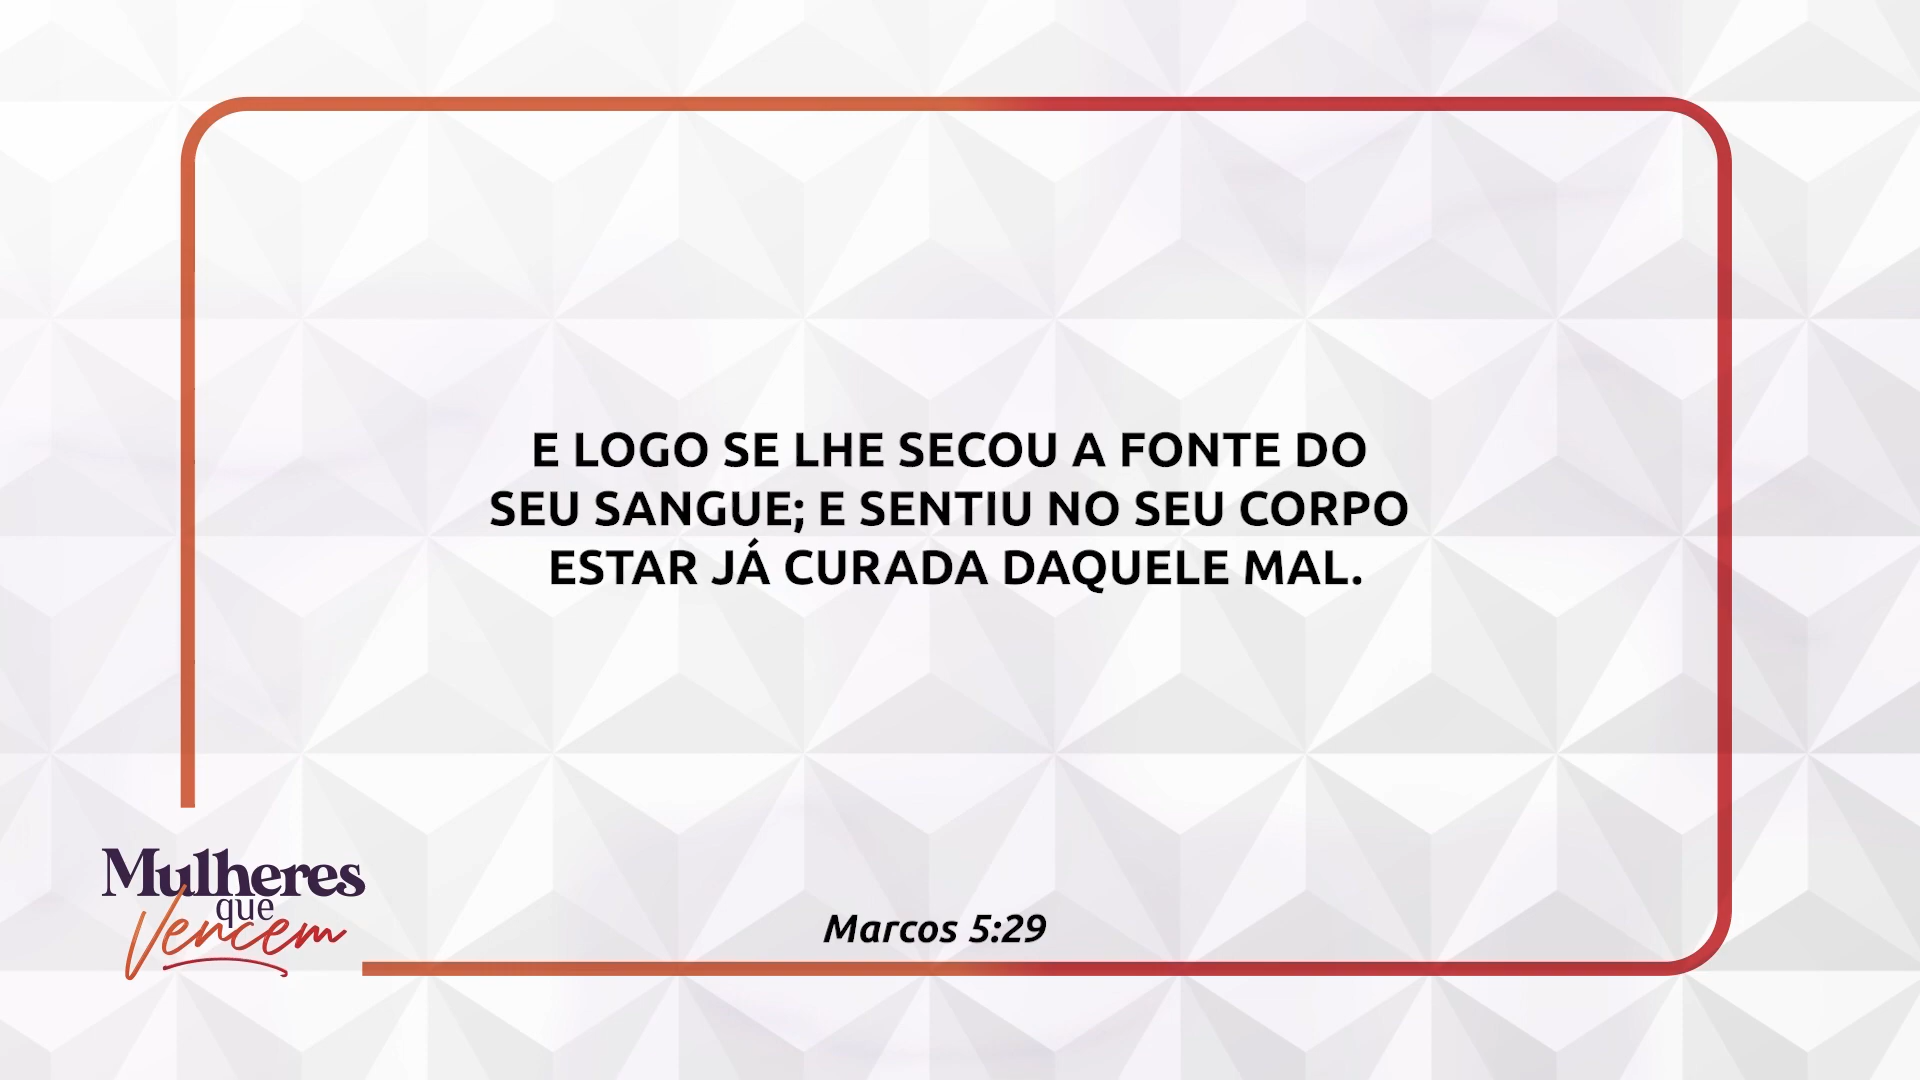 E LOGO SE LHE SECOU A FONTE DO
SEU SANGUE; E SENTIU NO SEU CORPO
ESTAR JÁ CURADA DAQUELE MAL.
Mulheres
que
Vencem
Marcos 5:29